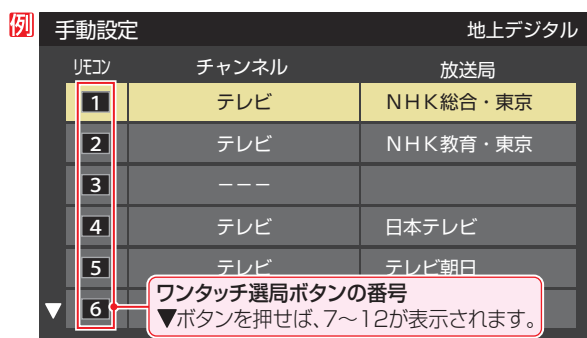 例
手動設定 地上デジタル
リモコン チャンネル 放送局
1 テレビ NHK総合・東京
2 テレビ NHK教育・東京
3 −−−
4 テレビ 日本テレビ
5 テレビ テレビ朝日
▼ 6
ワンタッチ選局ボタンの番号
▼ボタンを押せば、7〜12が表示されます。